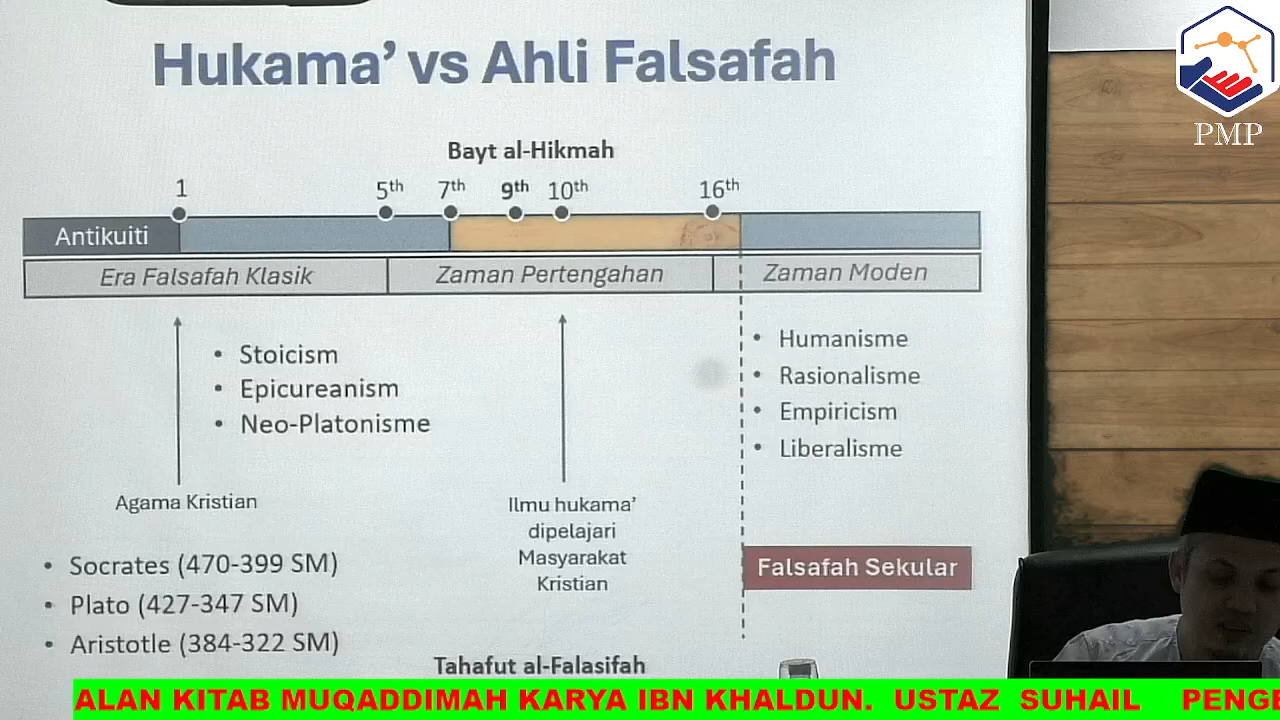 Hukama’ vs Ahli Falsafah
PMP
Bayt al-Hikmah
1 5th 7th 9th 10th 16th
Antikuiti
Era Falsafah Klasik Zaman Pertengahan Zaman Moden
• Stoicism
• Epicureanism
• Neo-Platonisme
• Humanisme
• Rasionalisme
• Empiricism
• Liberalisme
Agama Kristian
Ilmu hukama’
dipelajari
Masyarakat
Kristian
Falsafah Sekular
• Socrates (470-399 SM)
• Plato (427-347 SM)
• Aristotle (384-322 SM)
Tahafut al-Falasifah
ALAN KITAB MUQADDIMAH KARYA IBN KHALDUN. USTAZ SUHAIL PENGE